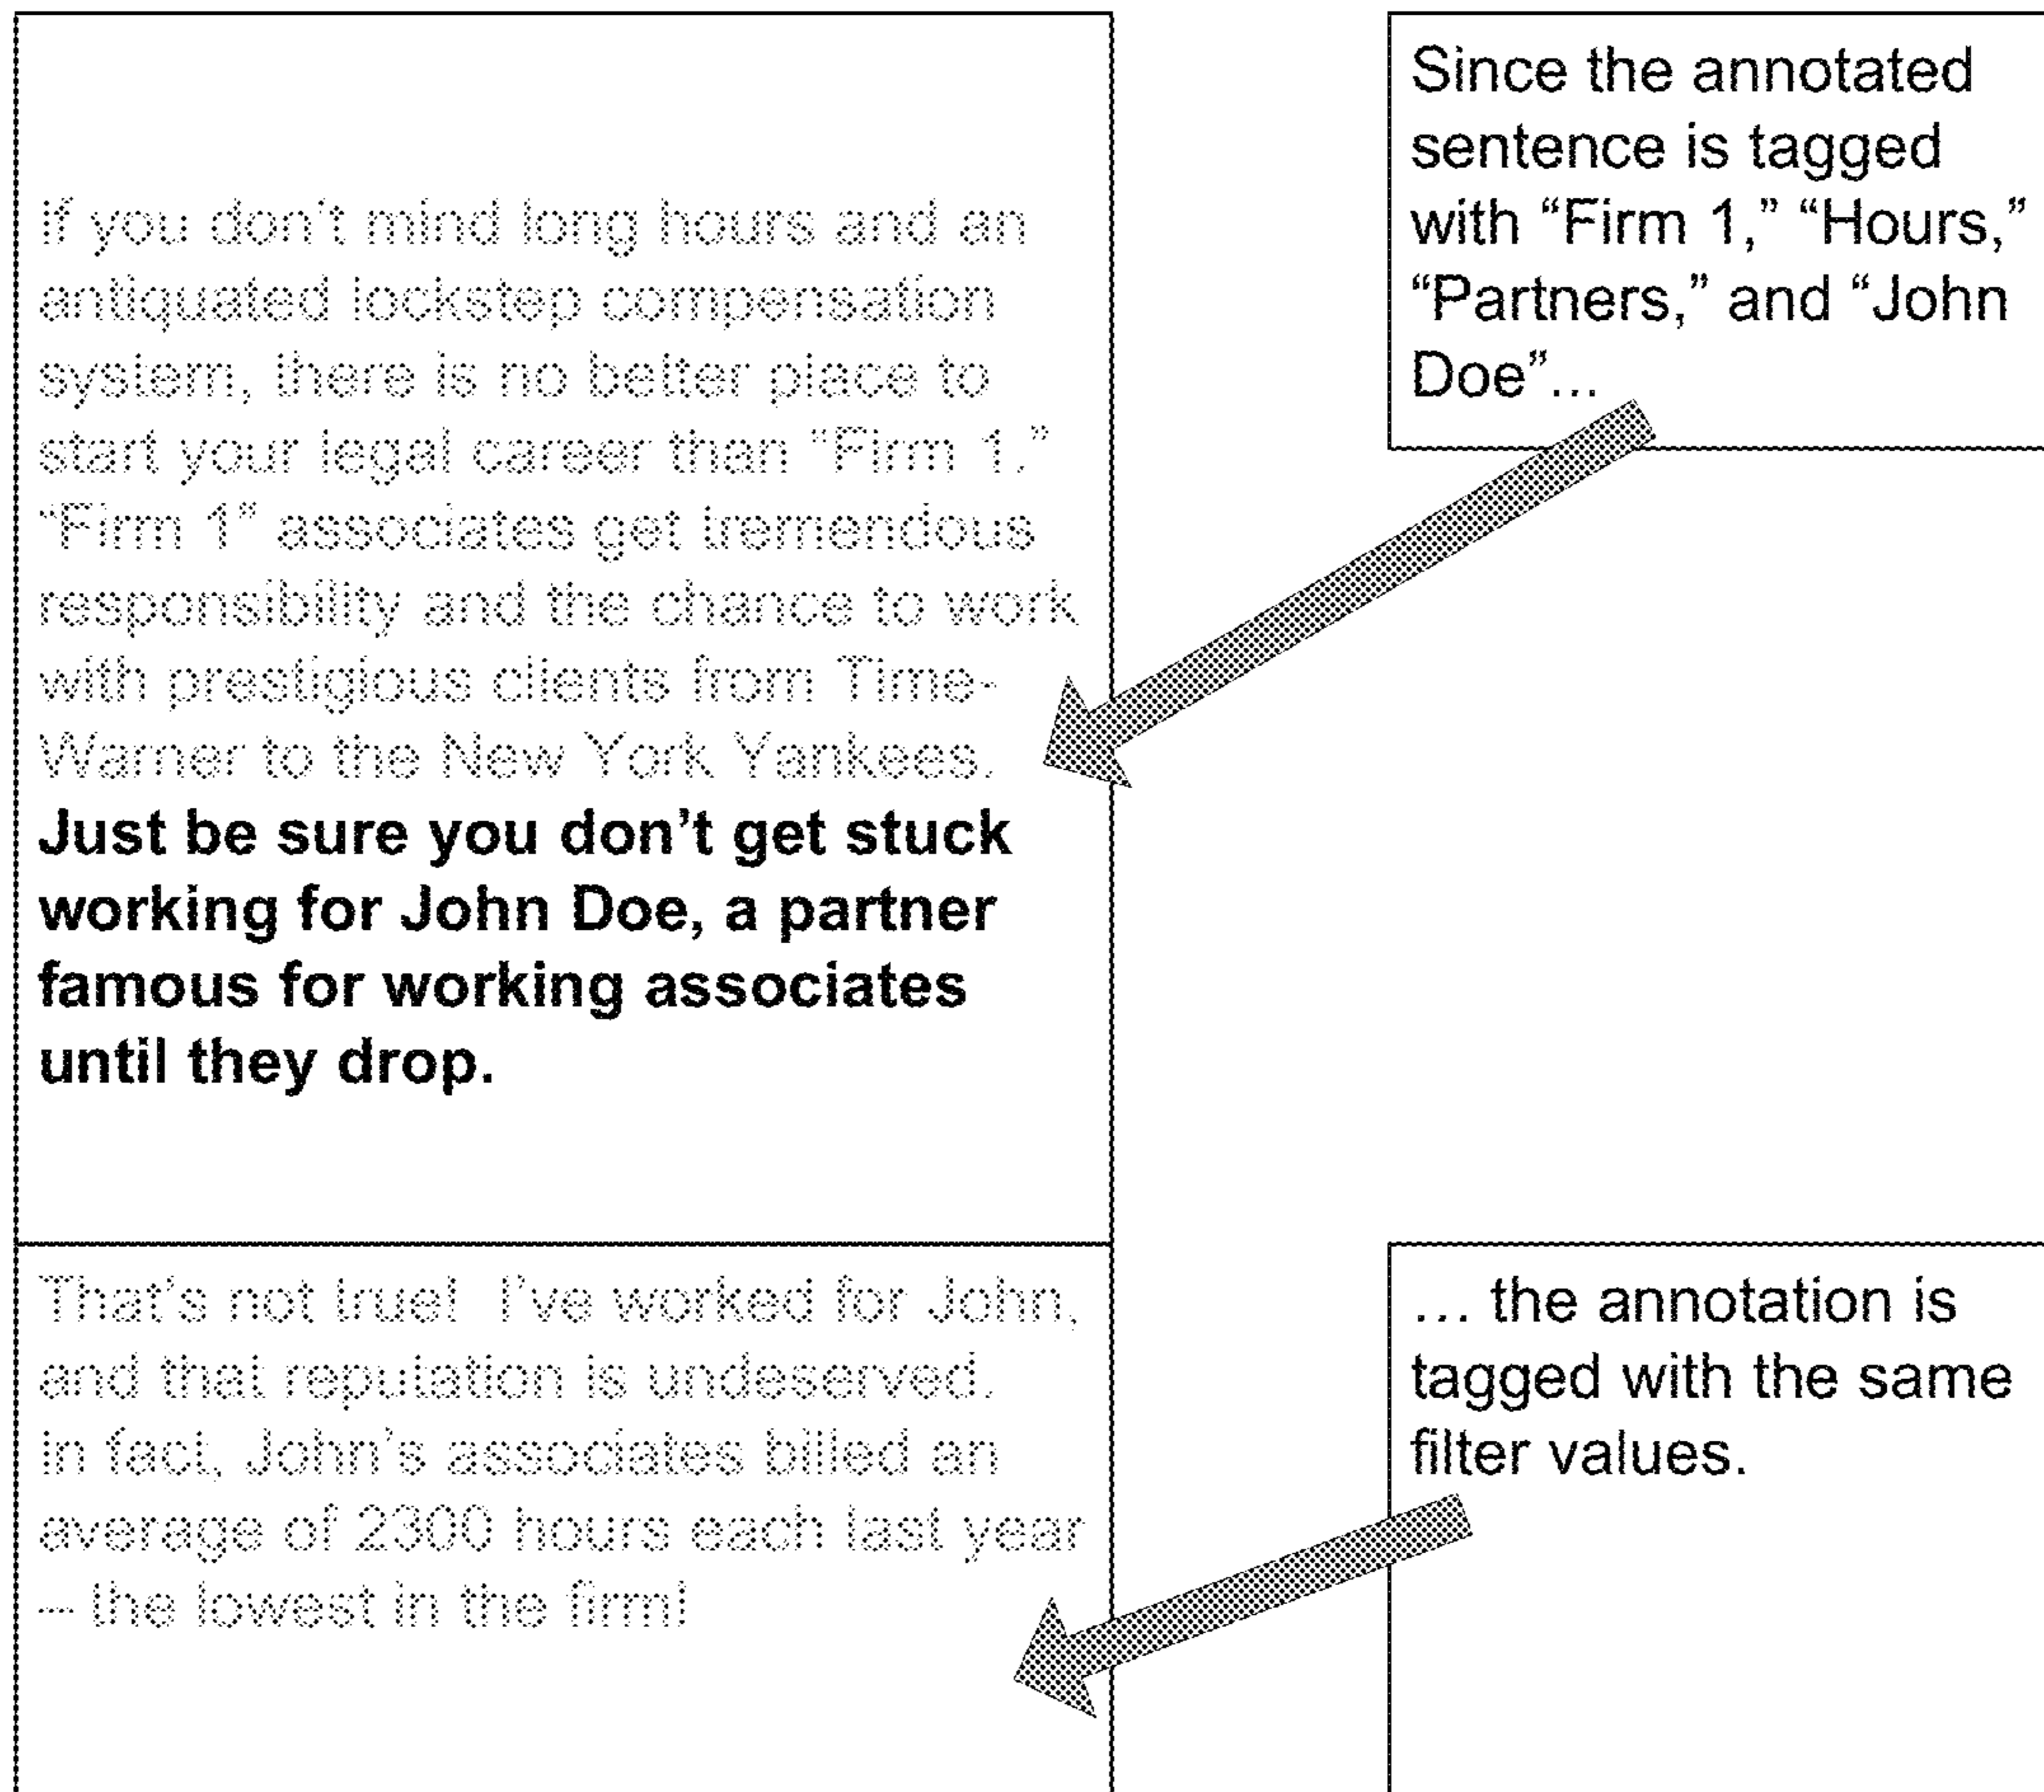 If you don't mind long hours and an
antiquated lockstep compensation
system, there is no better place to
start your legal career than "Firm 1."
"Firm 1" associates get tremendous
responsibility and the chance to work
with prestigious clients from Time-
Warner to the New York Yankees.
Just be sure you don't get stuck
working for John Doe, a partner
famous for working associates
until they drop.
Since the annotated
sentence is tagged
with “Firm 1,” “Hours,”
“Partners,” and “John
Doe”...
That's not true!  I've worked for John,
and that reputation is undeserved.
In fact, John's associates billed an
average of 2300 hours each last year
– the lowest in the firm!
... the annotation is
tagged with the same
filter values.